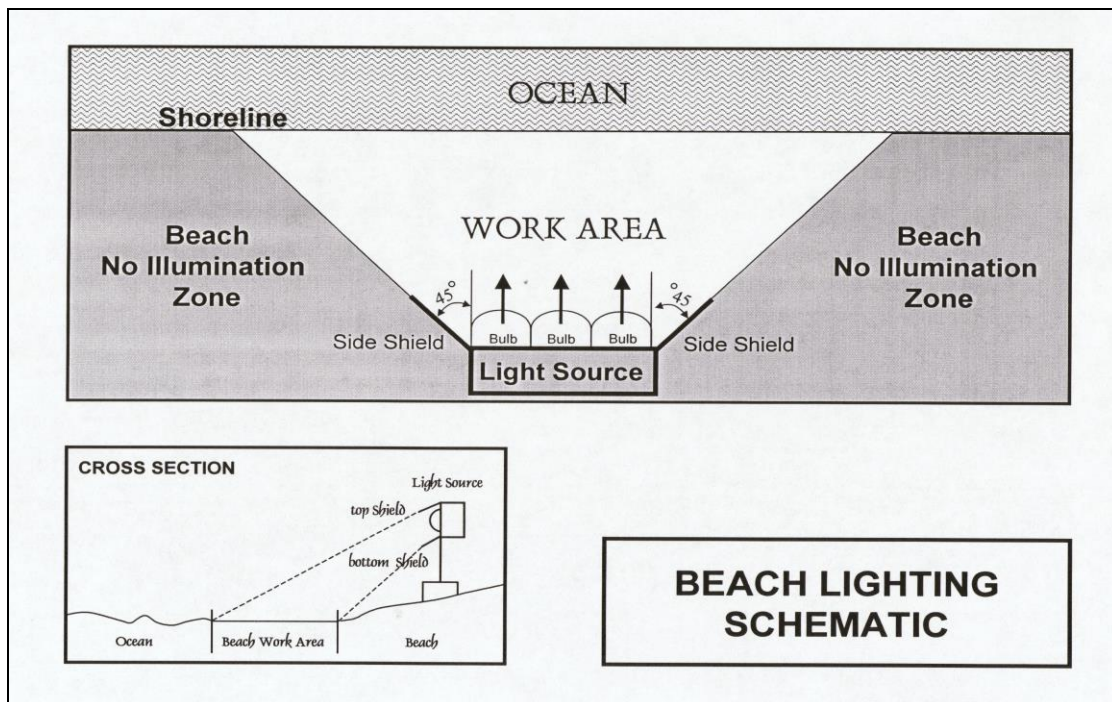 OCEAN
Shoreline
WORK AREA
Beach
No Illumination
Zone
Beach
No Illumination
Zone
45°
°45
Side Shield
Bulb
Bulb
Bulb
Side Shield
Light Source
CROSS SECTION
Light Source
top Shield
bottom Shield
Ocean
Beach Work Area
Beach
BEACH LIGHTING
SCHEMATIC